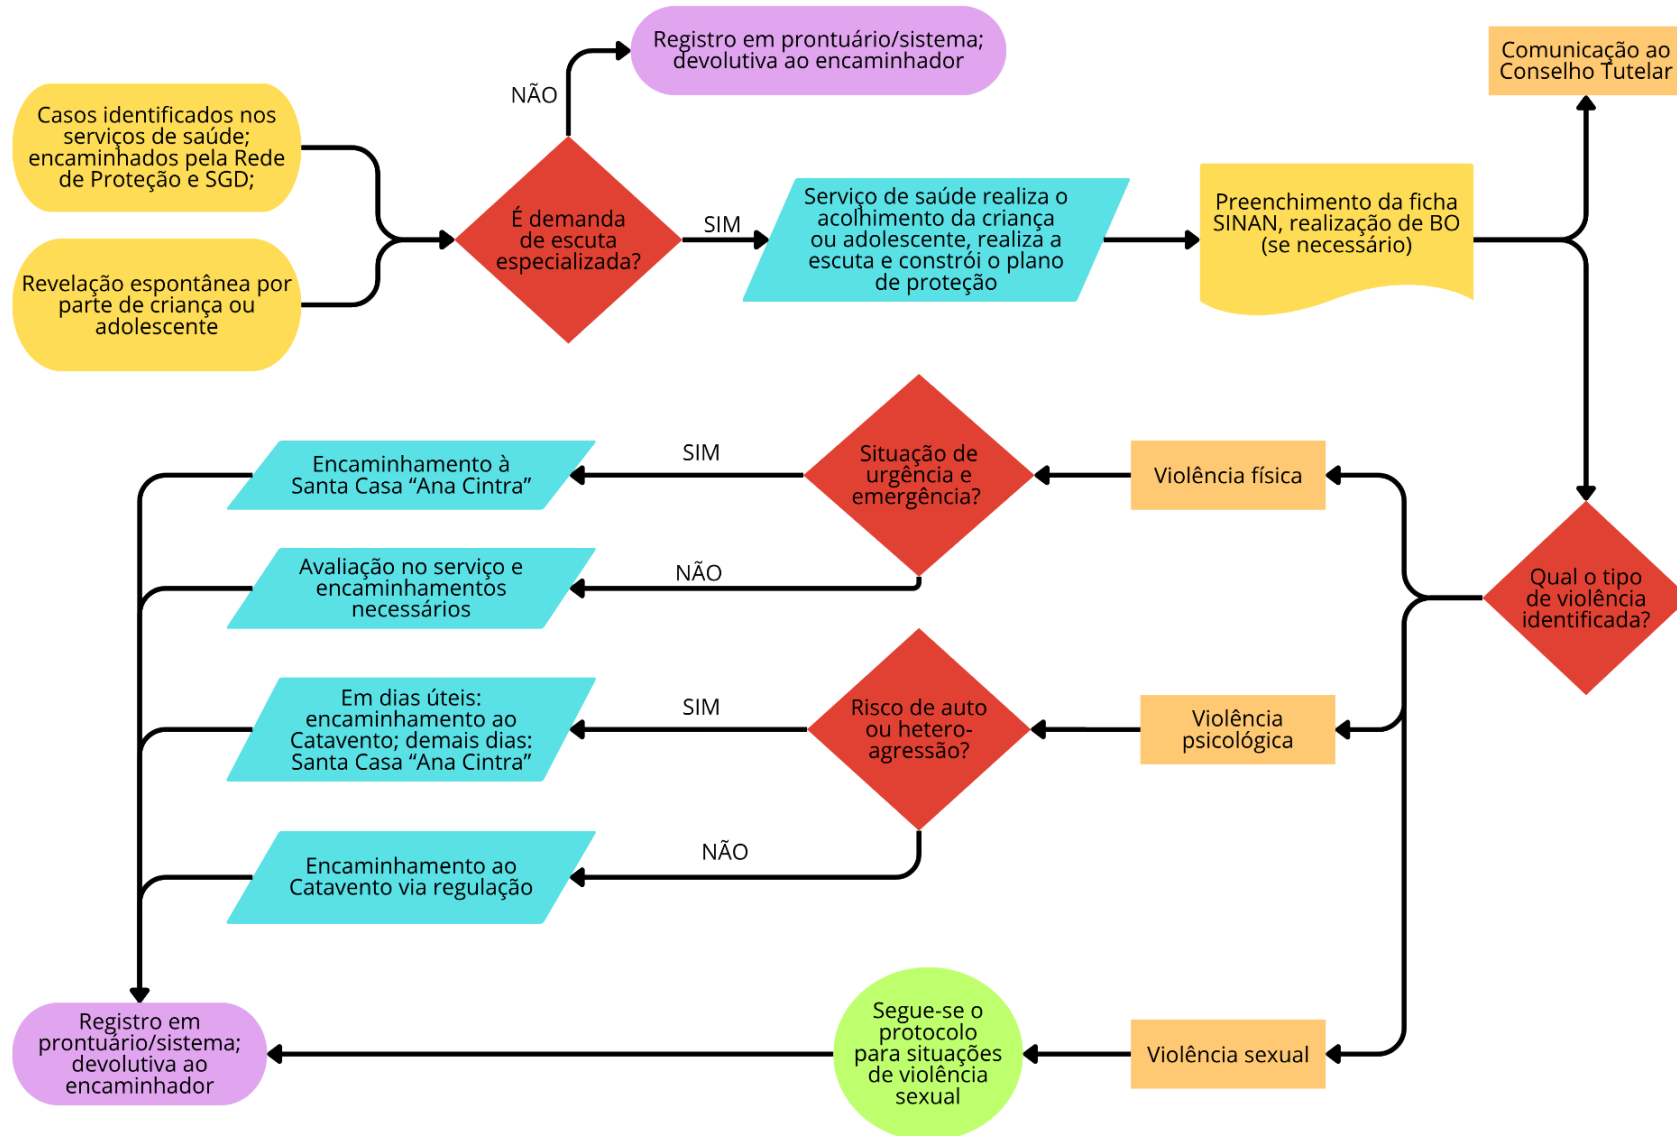 Registro em prontuário/sistema;
devolutiva ao encaminhador
Comunicação ao
Conselho Tutelar
NÃO
Casos identificados nos
serviços de saúde;
encaminhados pela Rede
de Proteção e SGD;
É demanda
de escuta
especializada?
SIM
Serviço de saúde realiza o
acolhimento da criança
ou adolescente, realiza a
escuta e constrói o plano
de proteção
Preenchimento da ficha
SINAN, realização de BO
(se necessário)
Revelação espontânea por
parte de criança ou
adolescente
Encaminhamento à
Santa Casa “Ana Cintra”
SIM
Situação de
urgência e
emergência?
Violência física
Avaliação no serviço e
encaminhamentos
necessários
NÃO
Qual o tipo
de violência
identificada?
Em dias úteis:
encaminhamento ao
Catavento; demais dias:
Santa Casa “Ana Cintra”
SIM
Risco de auto
ou hetero-
agressão?
Violência
psicológica
Encaminhamento ao
Catavento via regulação
NÃO
Registro em
prontuário/sistema;
devolutiva ao
encaminhador
Segue-se o
protocolo
para situações
de violência
sexual
Violência sexual